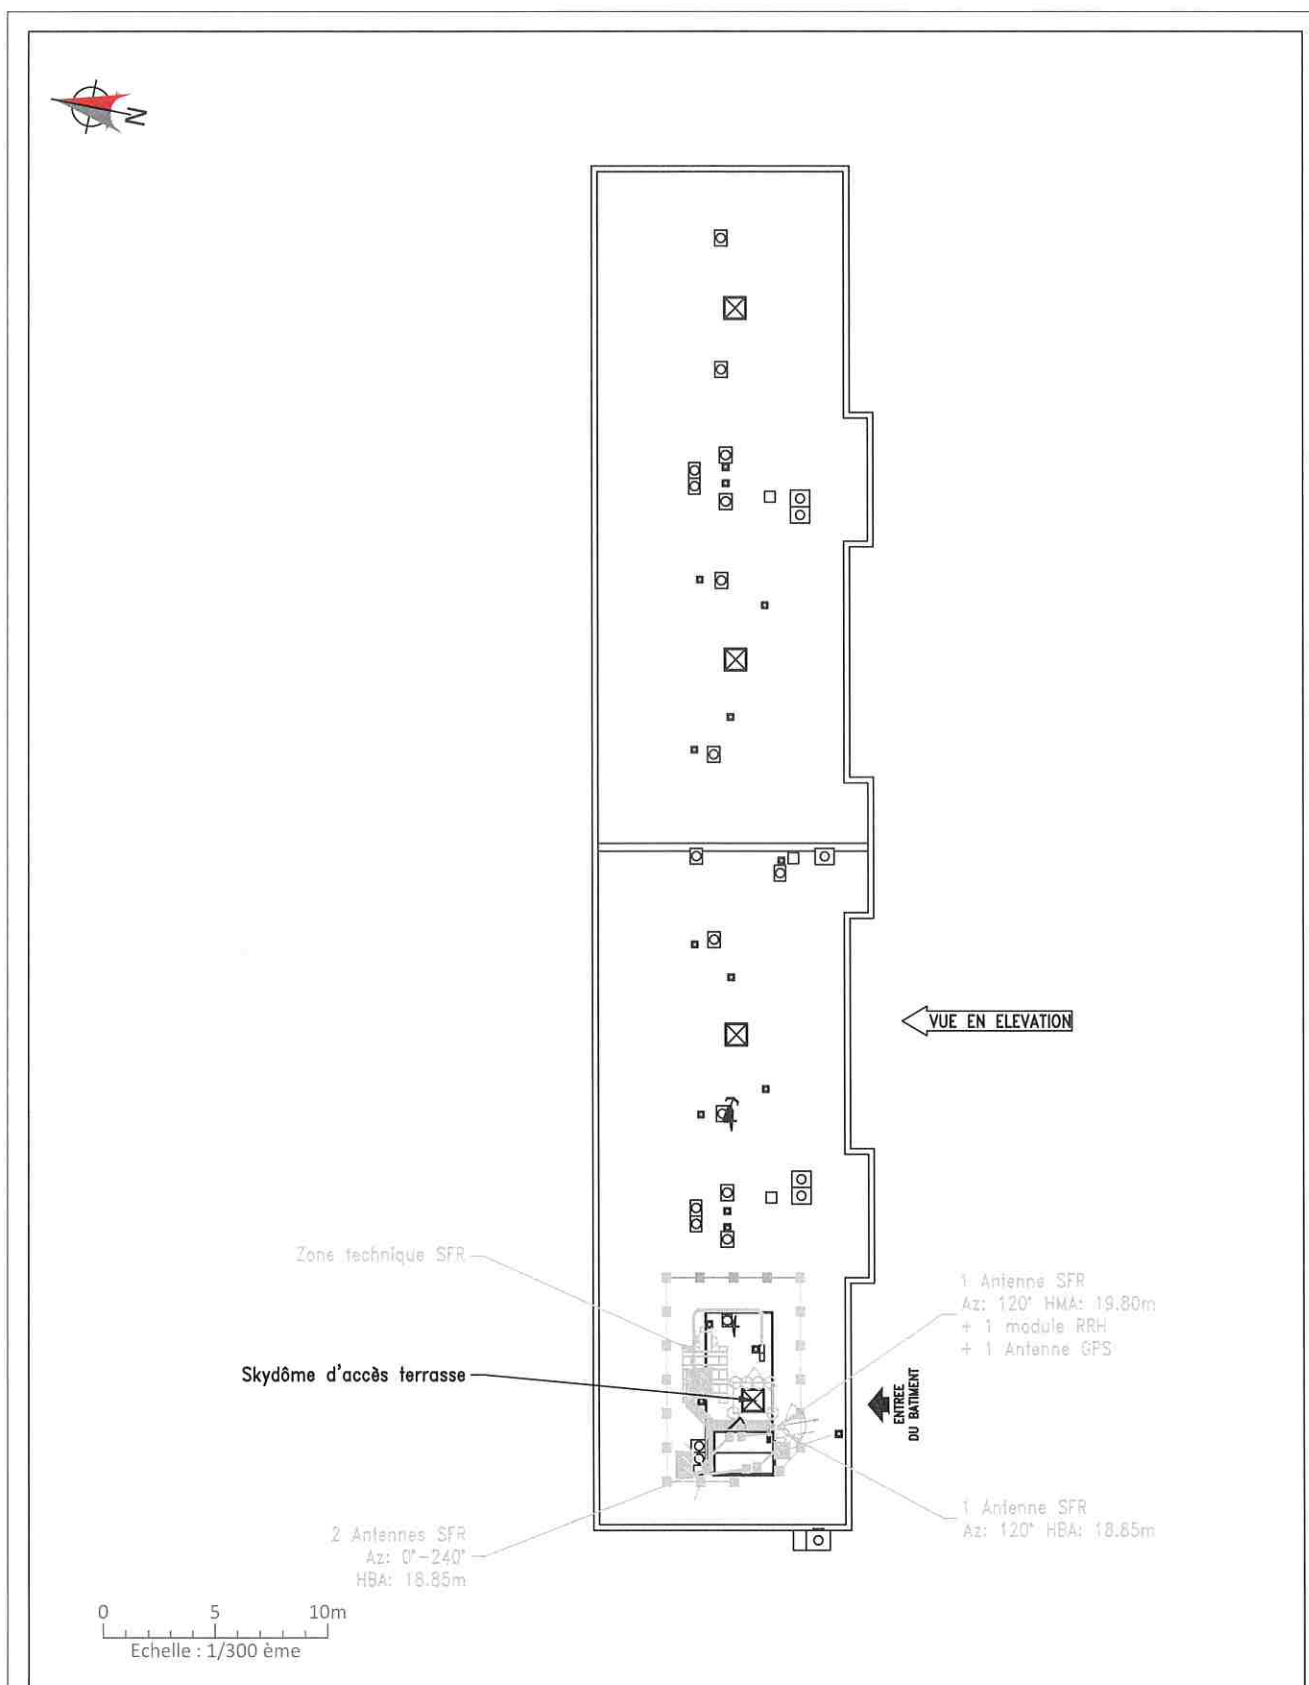 N
VUE EN ELEVATION
Zone technique SFR
1 Antenne SFR
Az: 120° HMA: 19.80m
+ 1 module RRH
+ 1 Antenne GPS
Skydôme d'accès terrasse
ENTREE
DU BATIMENT
1 Antenne SFR
Az: 120° HBA: 18.85m
2 Antennes SFR
Az: 0°-240°
HBA: 18.85m
0 5 10m
Echelle : 1/300 ème